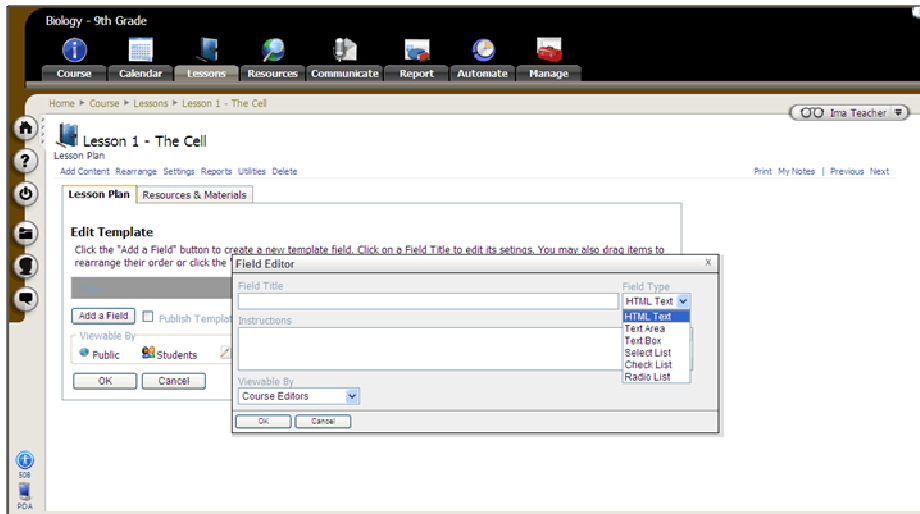 Biology - 9th Grade
Course Calendar Lessons Resources Communicate Report Automate Manage
Home Course Lessons Lesson 1 - The Cell
Ima Teacher
Lesson 1 - The Cell
Lesson Plan
Add Content Rearrange Settings Reports Utilities Delete
Print My Notes | Previous Next
Lesson Plan Resources & Materials
Edit Template
Click the "Add a Field" button to create a new template field. Click on a Field Title to edit its setings. You may also drag items to
rearrange their order or click the "
Field Editor X
Field Title Field Type
HTML Text
HTML Text
Text Area
Text Box
Select List
Check List
Radio List
Add a Field Publish Templat
Instructions
Viewable By
Public Students
OK Cancel
Viewable By
Course Editors
OK Cancel
508
PDA